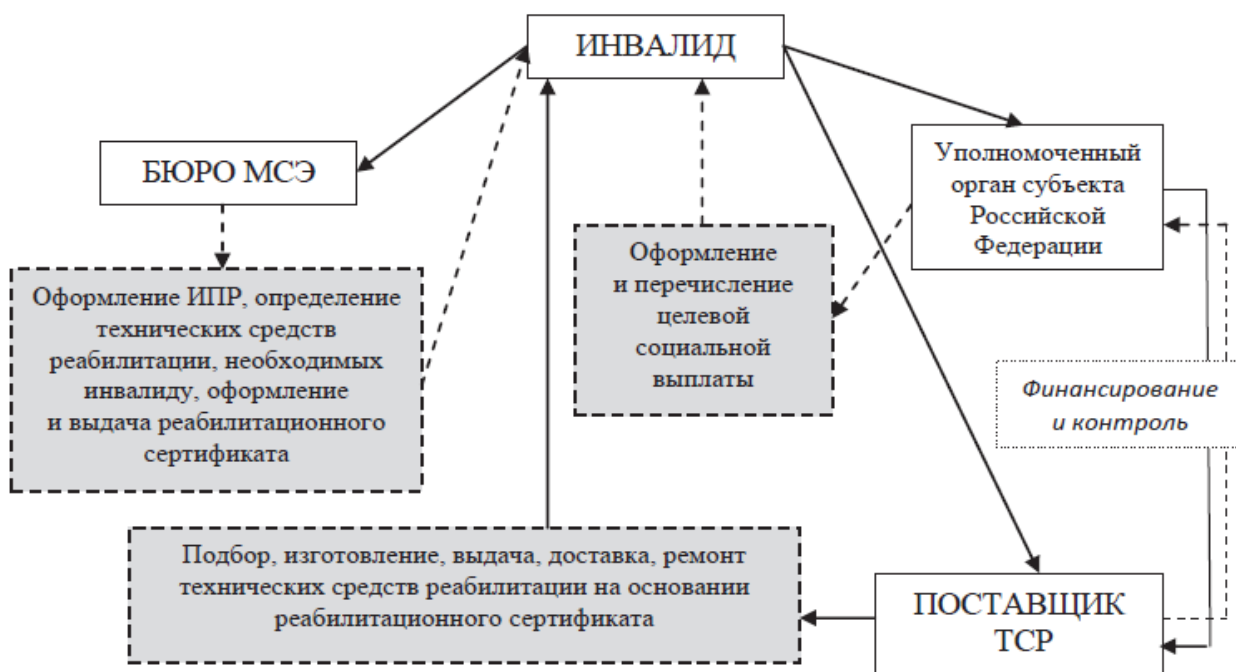 ИНВАЛИД
БЮРО МСЭ
Уполномоченный
орган субъекта
Российской
Федерации
Оформление ИПР, определение
технических средств
реабилитации, необходимых
инвалиду, оформление
и выдача реабилитационного
сертификата
Оформление
и перечисление
целевой
социальной
выплаты
Финансирование
и контроль
Подбор, изготовление, выдача, доставка, ремонт
технических средств реабилитации на основании
реабилитационного сертификата
ПОСТАВЩИК
ТСР